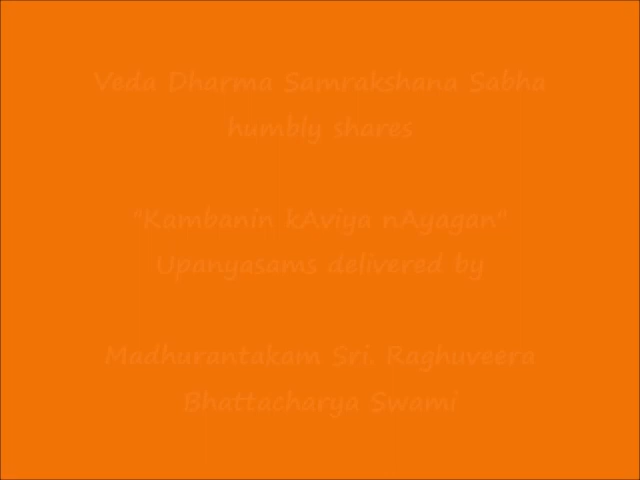 Veda Dharma Samrakshana Sabha
humbly shares
"Kambanin kAviya nAyagan"
Upanyasams delivered by
Madhurantakam Sri. Raghuveera
Bhattacharya Swami